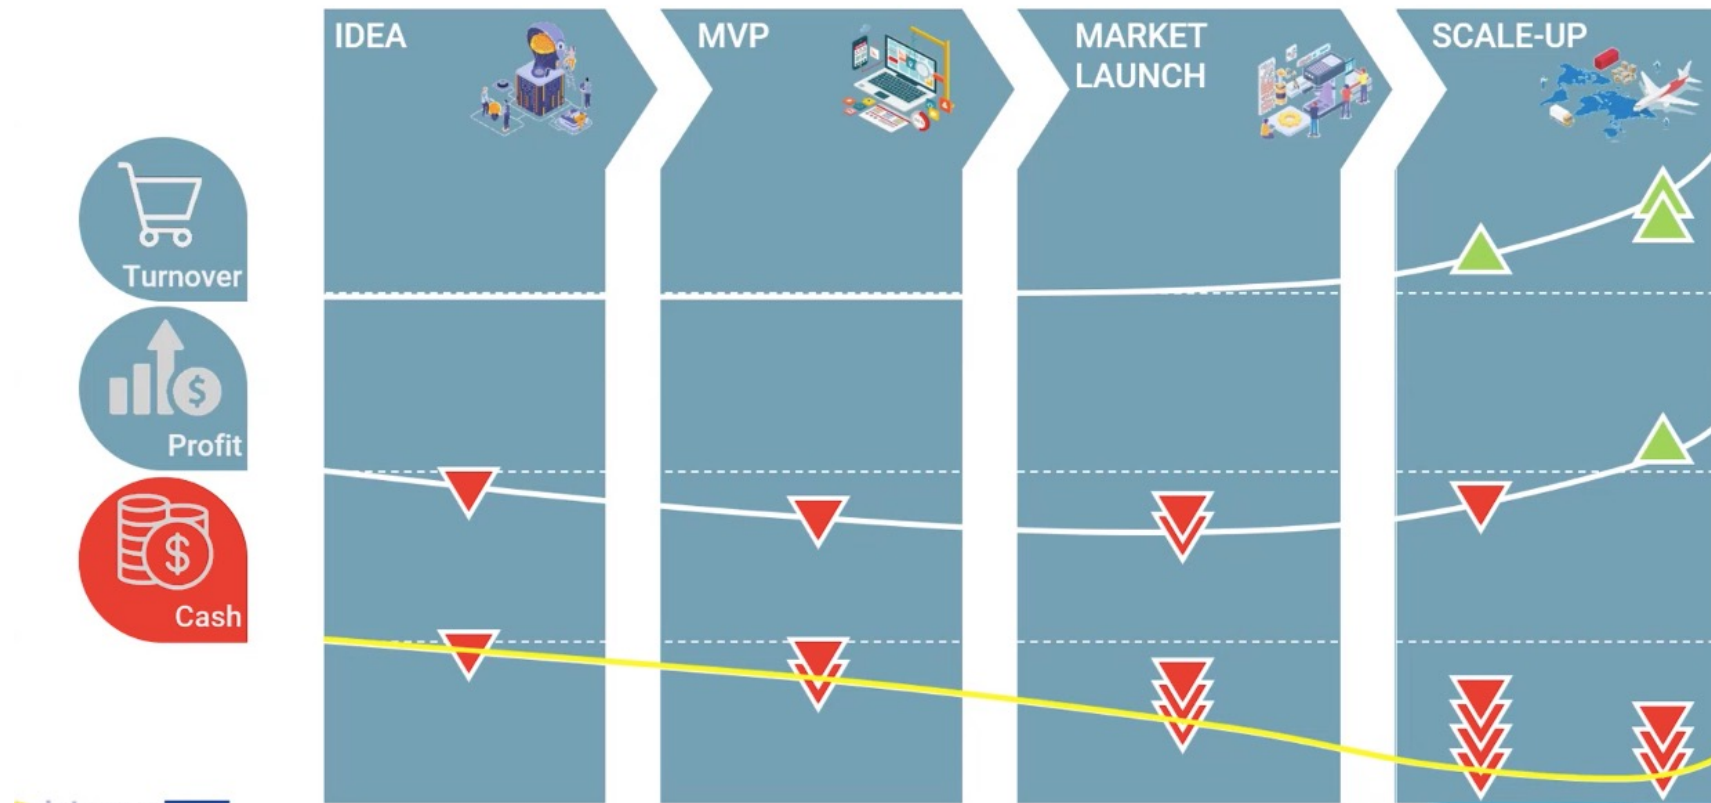 IDEA
MVP
MARKET
LAUNCH
SCALE-UP
Turnover
Profit
Cash